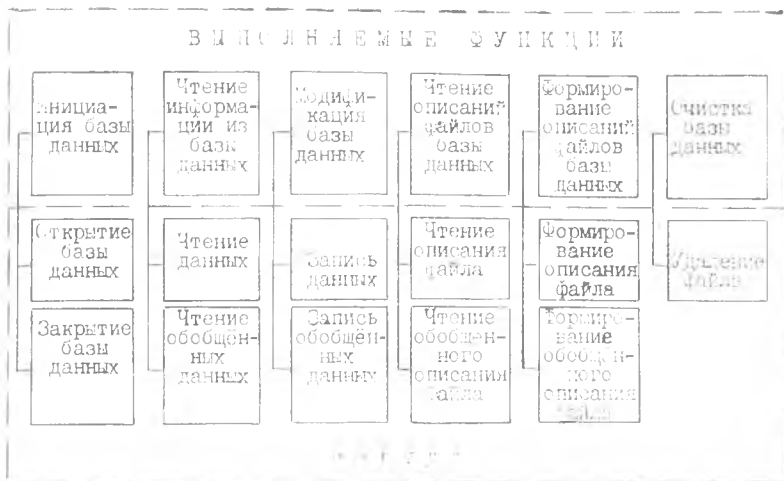 ВЫПОЛНЯЕМЫЕ ФУНКЦИИ
Инициа-
ция базы
данных
Чтение
информа-
ции из
базы
данных
Модифи-
кация
базы
данных
Чтение
описаний
файлов
базы
данных
Формиро-
вание
описаний
файлов
базы
данных
Очистка
базы
данных
Открытие
базы
данных
Чтение
данных
Запись
данных
Чтение
описания
файла
Формиро-
вание
описания
файла
Удаление
файла
Закрытие
базы
данных
Чтение
обобщён-
ных
данных
Запись
обобщён-
ных
данных
Чтение
обобщен-
ного
описания
файла
Формиро-
вание
обобщен-
ного
описания
файла